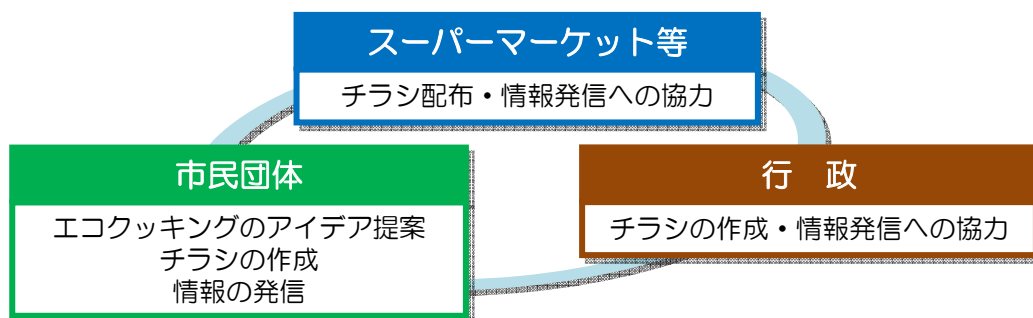 スーパーマーケット等
チラシ配布・情報発信への協力
市民団体
エコクッキングのアイデア提案
チラシの作成
情報の発信
行　政
チラシの作成・情報発信への協力